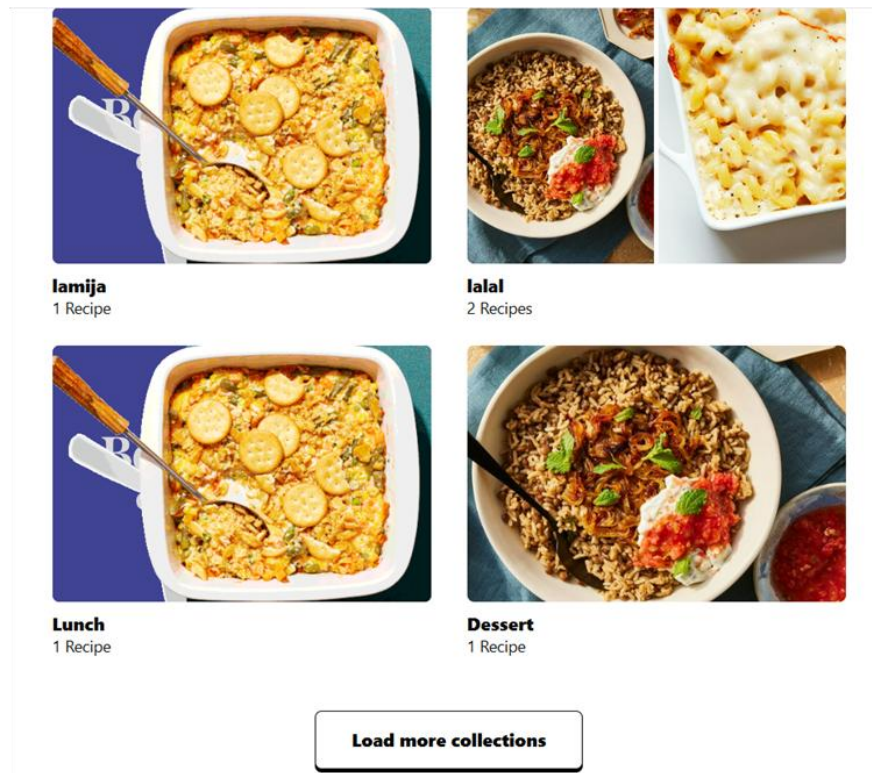 lamija
1 Recipe
lalal
2 Recipes
Lunch
1 Recipe
Dessert
1 Recipe
Load more collections